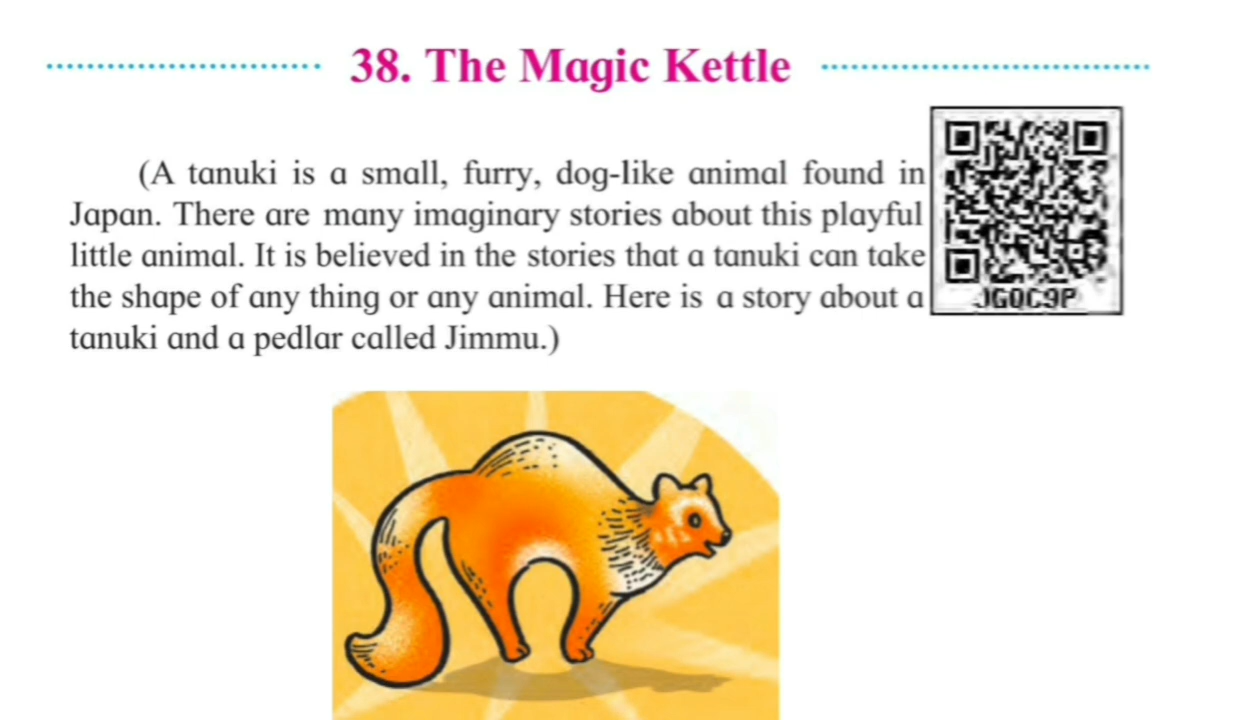 38. The Magic Kettle
(A tanuki is a small, furry, dog-like animal found in
Japan. There are many imaginary stories about this playful
little animal. It is believed in the stories that a tanuki can take
the shape of any thing or any animal. Here is a story about a
tanuki and a pedlar called Jimmu.)
JGQC9P